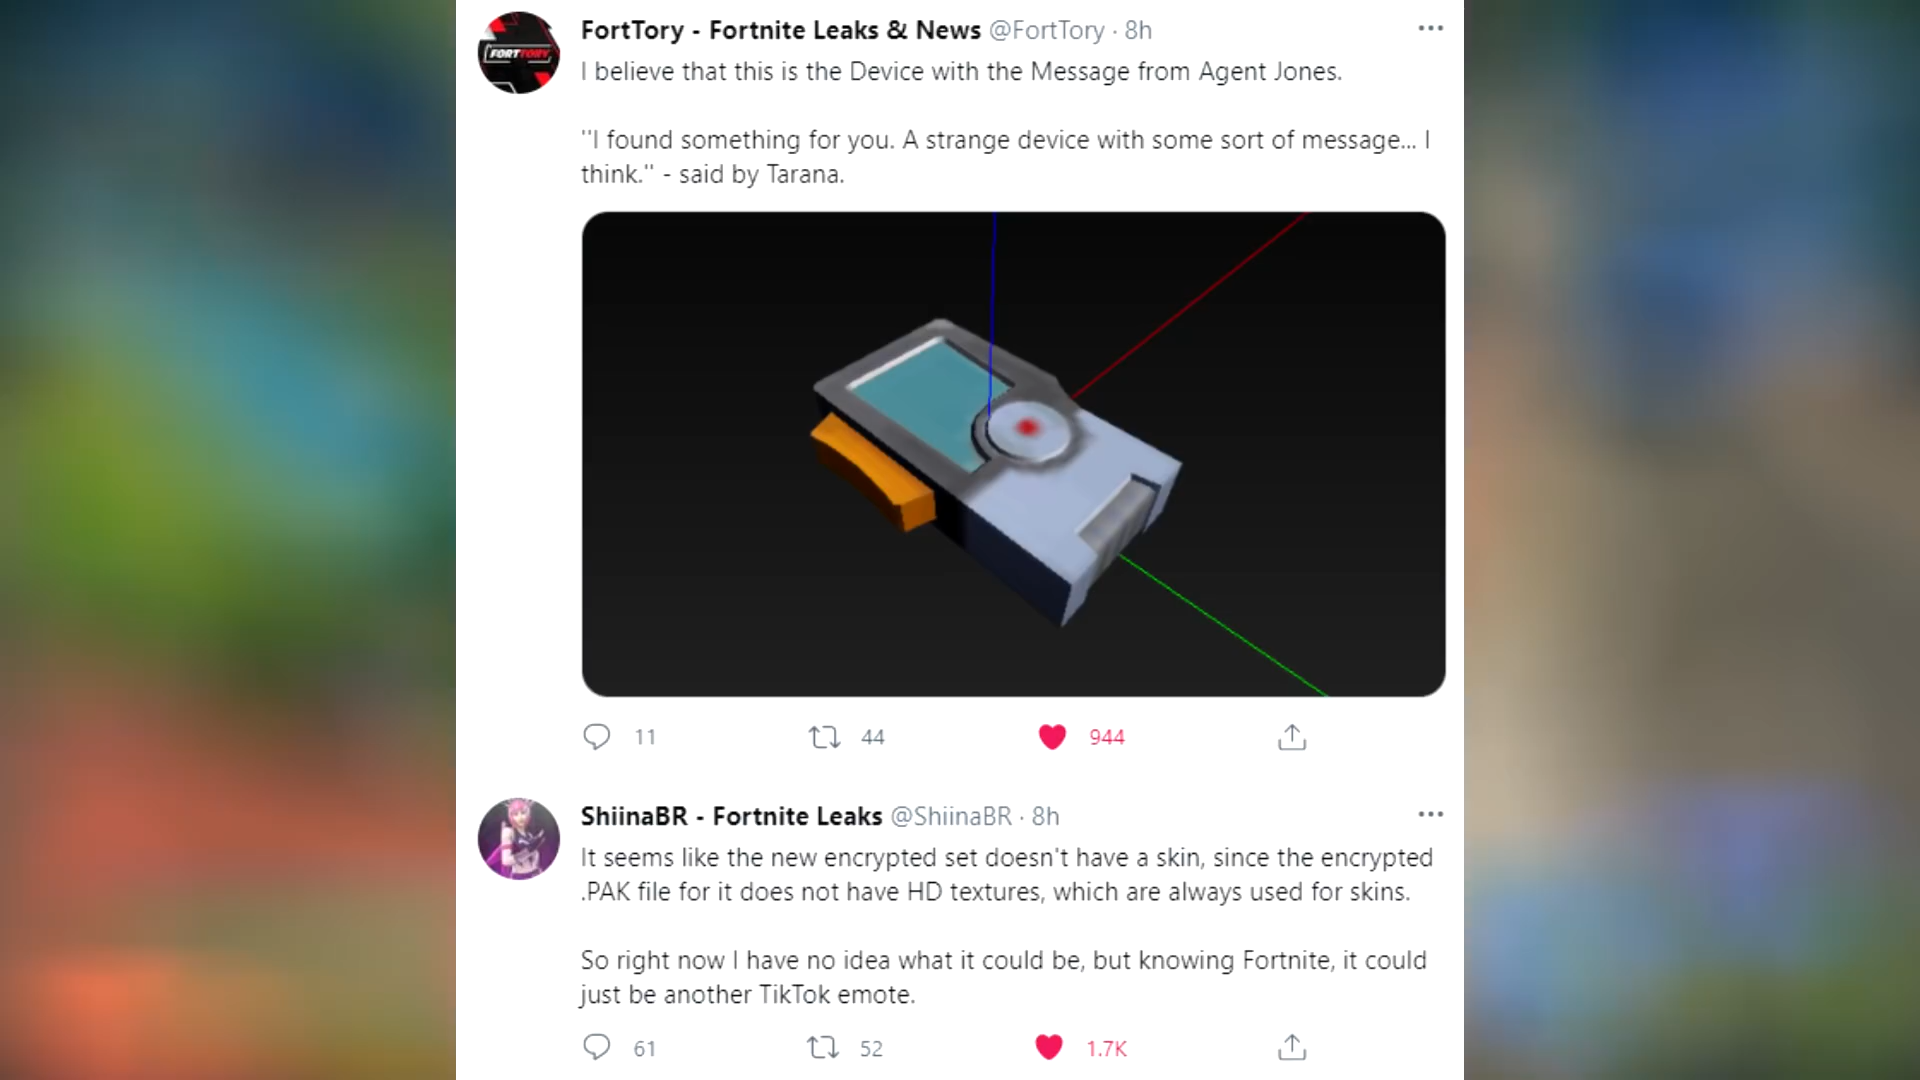 FortTory - Fortnite Leaks & News @FortTory · 8h
I believe that this is the Device with the Message from Agent Jones.
''I found something for you. A strange device with some sort of message... I
think.'' - said by Tarana.
FORTTORY
11 44 944
ShiinaBR - Fortnite Leaks @ShiinaBR · 8h
It seems like the new encrypted set doesn't have a skin, since the encrypted
.PAK file for it does not have HD textures, which are always used for skins.
So right now I have no idea what it could be, but knowing Fortnite, it could
just be another TikTok emote.
61 52 1.7K